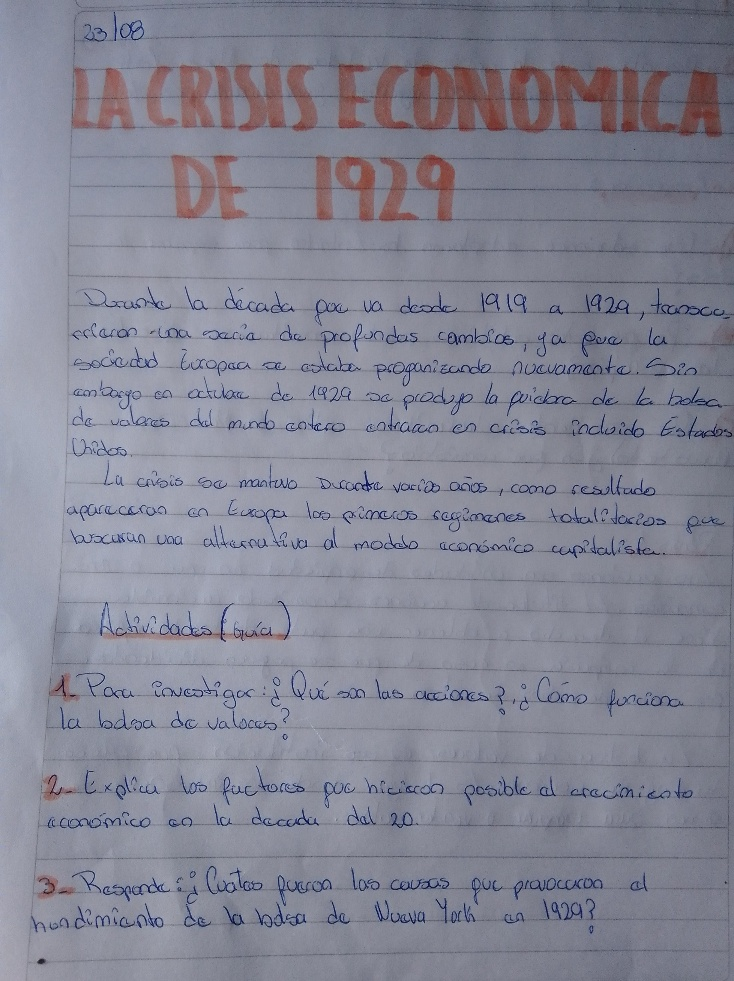 23/08
LA CRISIS ECONOMICA
DE 1929
Durante la década que va desde 1919 a 1929, transcu-
rrieron una serie de profundas cambios, ya que la
sociedad Europea se estaba proganizando nuevamente. Sin
embargo en octubre de 1929 se produjo la quiebra de la bolsa
de valores del mundo entero entraron en crisis incluido Estados
Unidos.
La crisis se mantuvo Durante varios años, como resultado
aparecieron en Europa los primeros regimenes totalitarios que
buscaran una alternativa al modelo económico capitalista.
Actividades (Guía)
1- Para investigar: ¿Qué son las acciones?, ¿Cómo funciona
la bolsa de valores?
2- Explica los factores que hicieron posible el crecimiento
económico en la decada del 20.
3- Responde: ¿Cuáles fueron las causas que provocaron el
hundimiento de la bolsa de Nueva York en 1929?